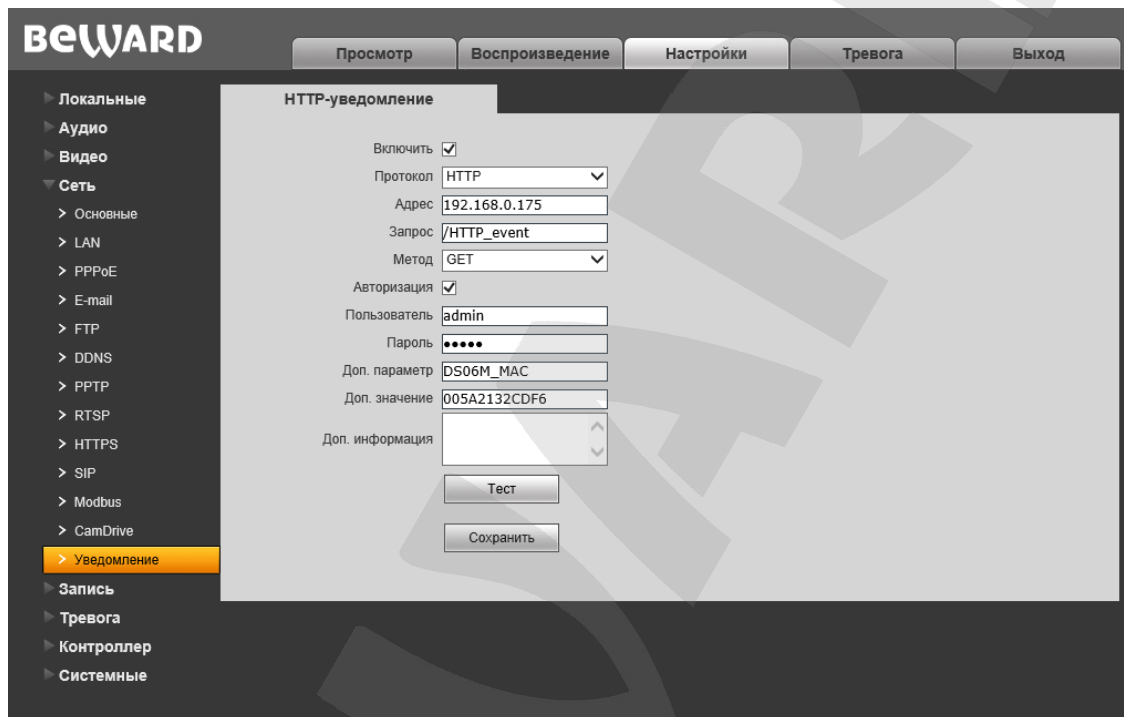 BEWARD
Просмотр
Воспроизведение
Настройки
Тревога
Выход
Локальные
Аудио
Видео
Сеть
Основные
LAN
PPPoE
E-mail
FTP
DDNS
PPTP
RTSP
HTTPS
SIP
Modbus
CamDrive
Уведомление
Запись
Тревога
Контроллер
Системные
HTTP-уведомление
Включить
Протокол HTTP
Адрес 192.168.0.175
Запрос /HTTP_event
Метод GET
Авторизация
Пользователь admin
Пароль •••••
Доп. параметр DS06M_MAC
Доп. значение 005A2132CDF6
Доп. информация
Тест
Сохранить